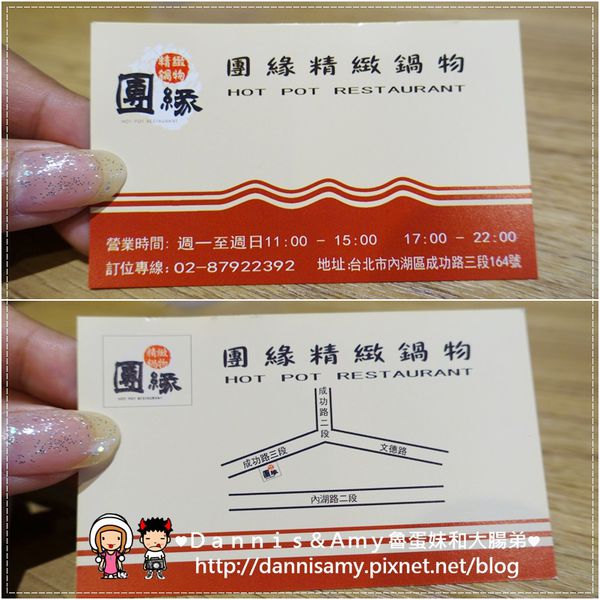 精緻
鍋物
團緣
HOT POT RESTAURANT
團緣精緻鍋物
HOT POT RESTAURANT
營業時間: 週一至週日11:00 - 15:00 17:00 - 22:00
訂位專線: 02-87922392 地址:台北市內湖區成功路三段164號
精緻
鍋物
團緣
HOT POT RESTAURANT
團緣精緻鍋物
HOT POT RESTAURANT
成功路二段
成功路三段
文德路
團緣
內湖路二段
♥Dannis&Amy魯蛋妹和大腸弟♥
http://dannisamy.pixnet.net/blog